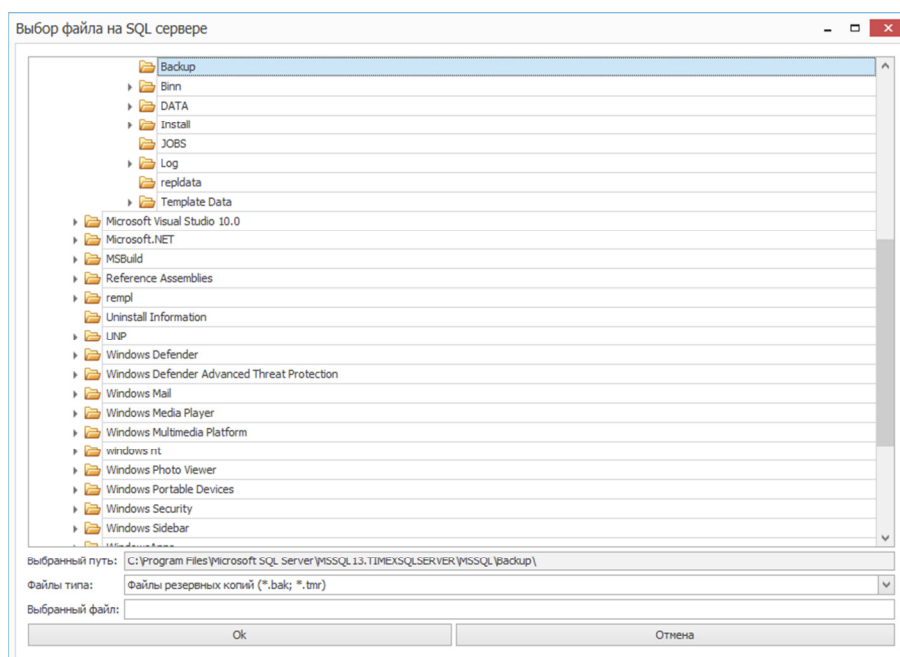 Выбор файла на SQL сервере
Backup
Binn
DATA
Install
JOBS
Log
repldata
Template Data
Microsoft Visual Studio 10.0
Microsoft.NET
MSBuild
Reference Assemblies
rempl
Uninstall Information
UNP
Windows Defender
Windows Defender Advanced Threat Protection
Windows Mail
Windows Media Player
Windows Multimedia Platform
windows nt
Windows Photo Viewer
Windows Portable Devices
Windows Security
Windows Sidebar
WindowsApps
Выбранный путь: C:\Program Files\Microsoft SQL Server\MSSQL13.TIMEXSQLSERVER\MSSQL\Backup\
Файлы типа: Файлы резервных копий (*.bak; *.tmr)
Выбранный файл:
Ok Отмена